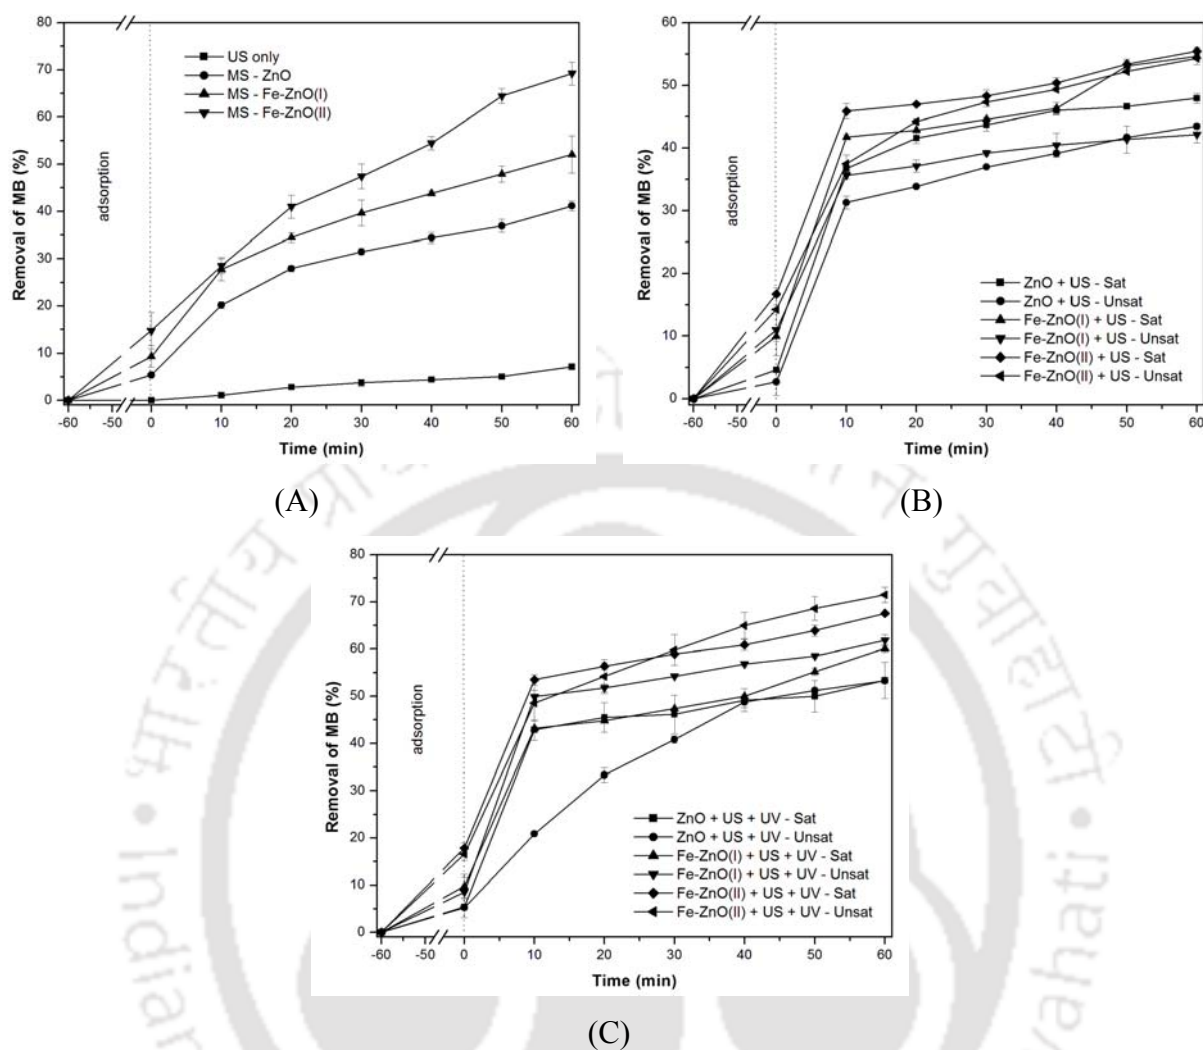 80
70
60
50
40
30
20
10
0
Removal of MB (%)
adsorption
US only
MS - ZnO
MS - Fe-ZnO(I)
MS - Fe-ZnO(II)
-60 -50 0 10 20 30 40 50 60
Time (min)
(A)
60
50
40
30
20
10
0
Removal of MB (%)
adsorption
ZnO + US - Sat
ZnO + US - Unsat
Fe-ZnO(I) + US - Sat
Fe-ZnO(I) + US - Unsat
Fe-ZnO(II) + US - Sat
Fe-ZnO(II) + US - Unsat
-60 -50 0 10 20 30 40 50 60
Time (min)
(B)
80
70
60
50
40
30
20
10
0
Removal of MB (%)
adsorption
ZnO + US + UV - Sat
ZnO + US + UV - Unsat
Fe-ZnO(I) + US + UV - Sat
Fe-ZnO(I) + US + UV - Unsat
Fe-ZnO(II) + US + UV - Sat
Fe-ZnO(II) + US + UV - Unsat
-60 -50 0 10 20 30 40 50 60
Time (min)
(C)
भारतीय
गुवाहाटी
Indian